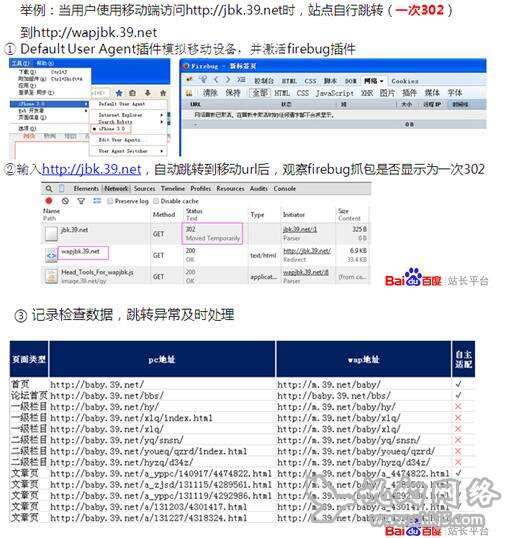 举例：当用户使用移动端访问http://jbk.39.net时，站点自行跳转（一次302）
到http://wapjbk.39.net
① Default User Agent插件模拟移动设备，并激活firebug插件
工具(T) 帮助(H)
下载(D) Ctrl+J
附加组件(A) Ctrl+Shift+A
应用(S)
iPhone 3.0
Web 开发者
页面信息(I)
选项(O)
Default User Agent
Internet Explorer
Search Robots
iPhone 3.0
Edit User Agents...
User Agent Switcher
Firebug - 新标签页
控制台 HTML CSS 脚本 DOM 网络 Cookies
清除 保持 全部 HTML CSS JavaScript XHR 图片 插件 媒体 字体
URL 状态 域 大小 远程 IP 时间线
0 B
②输入http://jbk.39.net，自动跳转到移动url后，观察firebug抓包是否显示为一次302
Elements Network Sources Timeline Profiles Resources Audits Console
Preserve log Disable cache
Name Path Method Status Text Type Initiator Size Content
jbk.39.net GET 302 Moved Temporarily jbk.39.net/:1 Parser 325 B 0 B
wapjbk.39.net GET 200 OK text/html http://jbk.39.net/ Redirect 6.9 KB 33.4 KB
Head_Tools_For_wapjbk.js image.39.net/gy GET 200 OK applicat... wapjbk.39.net/:8 Parser (from ca...
Bai du 百度 站长平台
③ 记录检查数据，跳转异常及时处理
页面类型 pc地址 wap地址 自主适配
首页 http://baby.39.net/ http://m.39.net/baby/ ✓
论坛首页 http://baby.39.net/bbs/ http://baby.39.net/bbs/ ✓
一级栏目 http://baby.39.net/hy/ http://m.39.net/baby/hy/ ×
一级栏目 http://baby.39.net/xlq/index.html http://m.39.net/baby/xlq/ ×
一级栏目 http://baby.39.net/xlq/ http://m.39.net/baby/xlq/ ×
二级栏目 http://baby.39.net/yq/snsn/ http://m.39.net/baby/yq/snsn/ ×
二级栏目 http://baby.39.net/youeq/qzrd/index.html http://m.39.net/baby/youeq/qzrd/ ×
二级栏目 http://baby.39.net/hyzq/d34z/ http://m.39.net/baby/hyzq/d34z/ ×
文章页 http://baby.39.net/a_yppc/140917/4474822.html http://m.39.net/baby/a_4474822.html ✓
文章页 http://baby.39.net/a_zjsd/131115/4289561.html http://m.39.net/baby/a_4289561.html
文章页 http://baby.39.net/a_yppc/131119/4292986.html http://m.39.net/baby/a_4292986.html
文章页 http://baby.39.net/a/131203/4301417.html http://m.39.net/baby/a_4301417.html
文章页 http://baby.39.net/a/131227/4318324.html http://m.39.net/baby/
Bai du 百度 站长平台